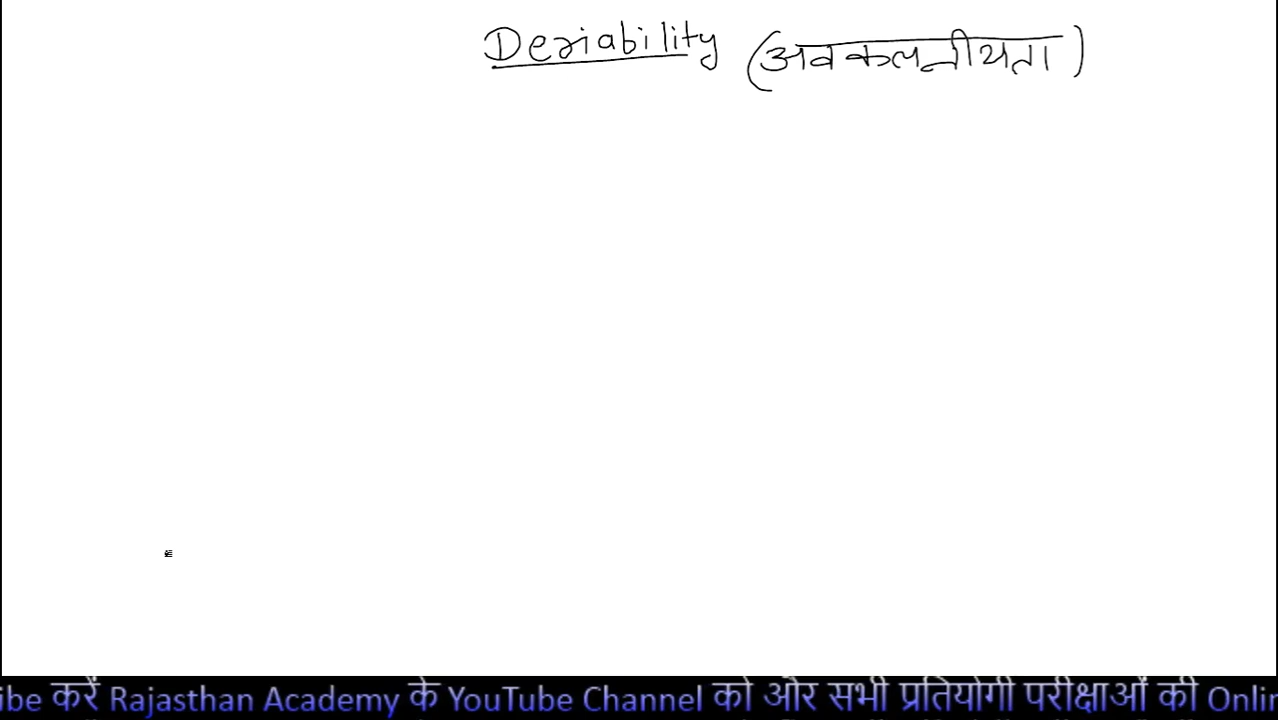 Deriability (अवकलनीयता)
ibe करें Rajasthan Academy के YouTube Channel को और सभी प्रतियोगी परीक्षाओं की Onlin